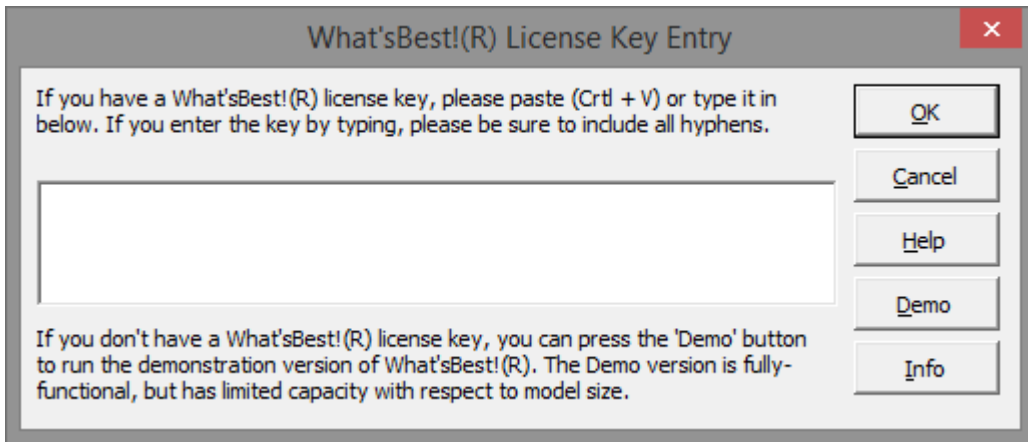 What'sBest!(R) License Key Entry
If you have a What'sBest!(R) license key, please paste (Crtl + V) or type it in
below. If you enter the key by typing, please be sure to include all hyphens.
OK
Cancel
Help
Demo
Info
If you don't have a What'sBest!(R) license key, you can press the 'Demo' button
to run the demonstration version of What'sBest!(R). The Demo version is fully-
functional, but has limited capacity with respect to model size.